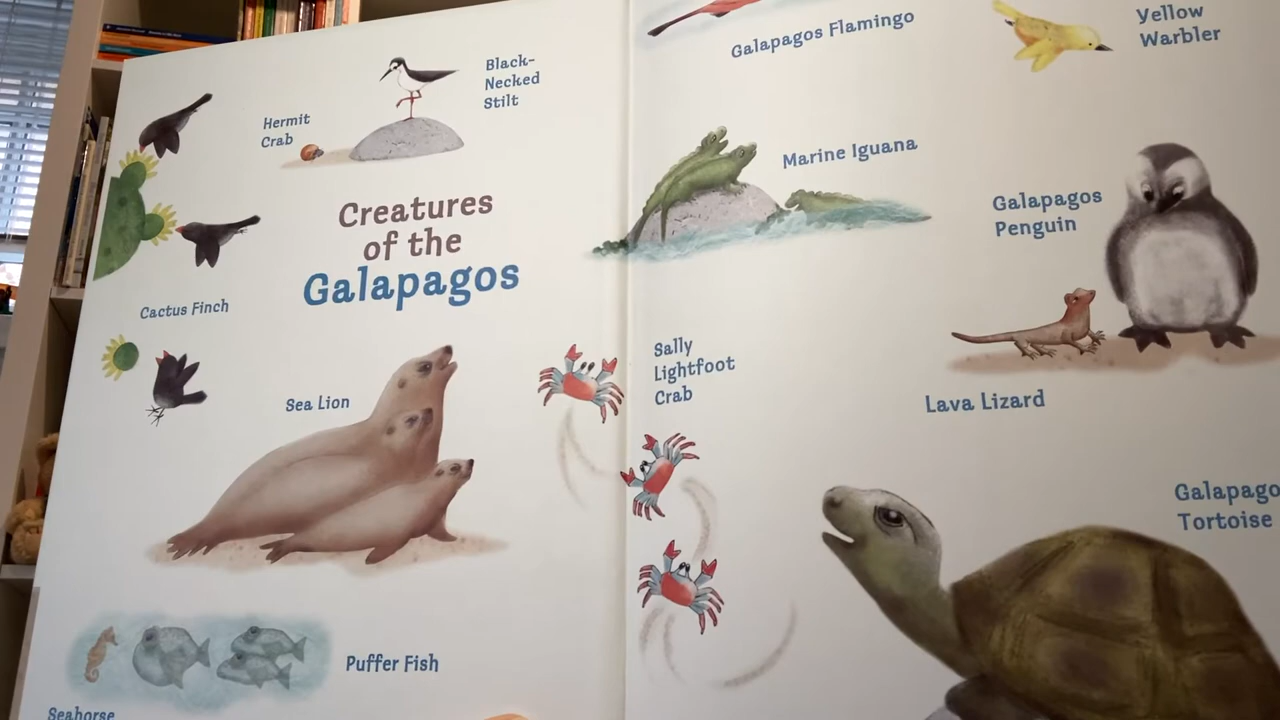 Black-
Necked
Stilt
Hermit
Crab
Creatures
of the
Galapagos
Cactus Finch
Sea Lion
Puffer Fish
Seahorse
Galapagos Flamingo
Yellow
Warbler
Marine Iguana
Galapagos
Penguin
Sally
Lightfoot
Crab
Lava Lizard
Galapago
Tortoise